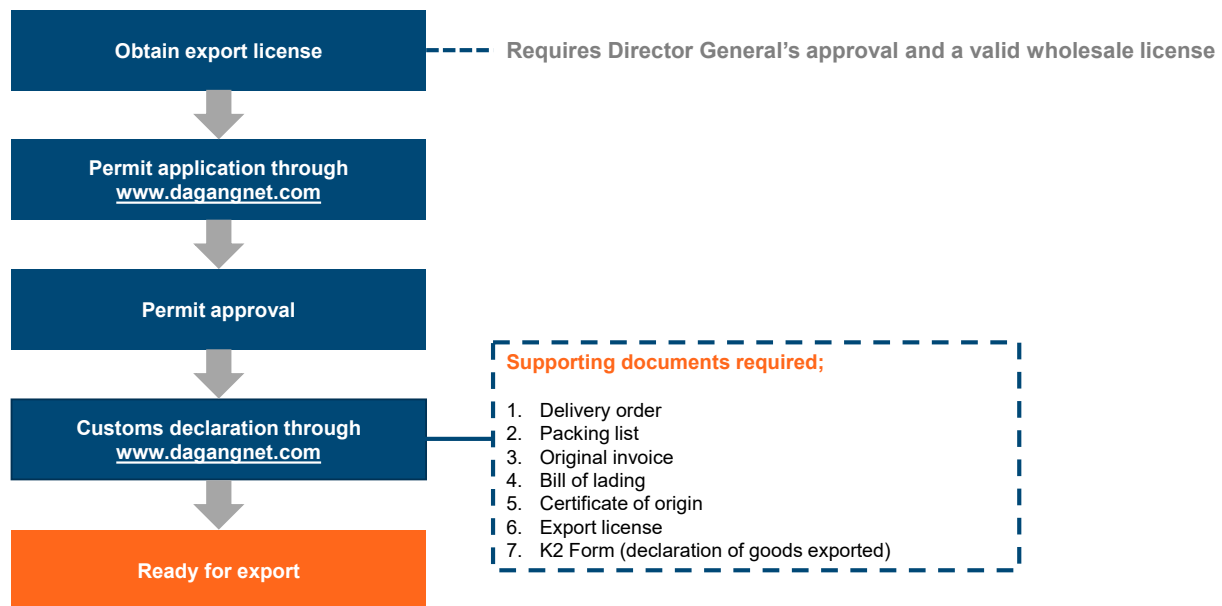 Obtain export license
Requires Director General's approval and a valid wholesale license
Permit application through
www.dagangnet.com
Permit approval
Customs declaration through
www.dagangnet.com
Ready for export
Supporting documents required;
1. Delivery order
2. Packing list
3. Original invoice
4. Bill of lading
5. Certificate of origin
6. Export license
7. K2 Form (declaration of goods exported)